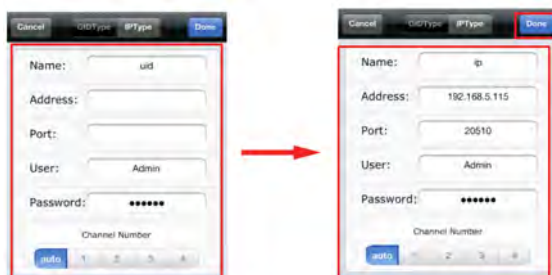 Cancel UIDType IPType Done
Name: uid
Address:
Port:
User: Admin
Password: ••••••
Channel Number
auto 1 2 3 4
Cancel UIDType IPType Done
Name: ip
Address: 192.168.5.115
Port: 20510
User: Admin
Password: ••••••
Channel Number
auto 1 2 3 4